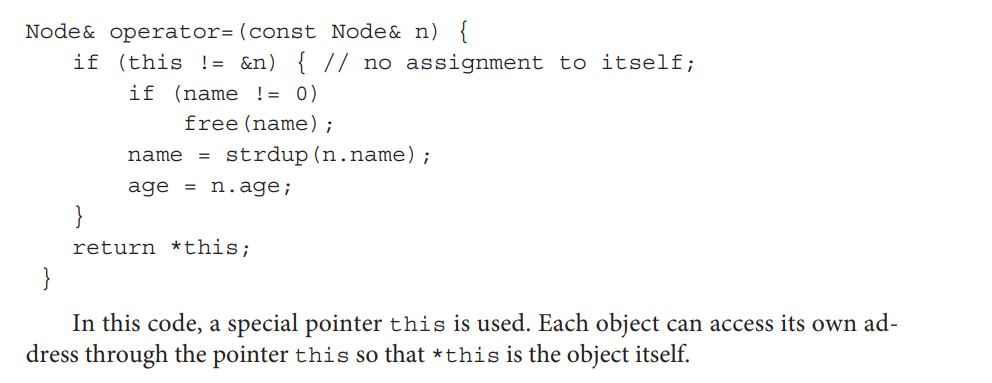 Node& operator=(const Node& n) {
if (this != &n) { // no assignment to itself;
if (name != 0)
free(name);
name = strdup(n.name);
age = n.age;
}
return *this;
}
In this code, a special pointer this is used. Each object can access its own ad-
dress through the pointer this so that *this is the object itself.